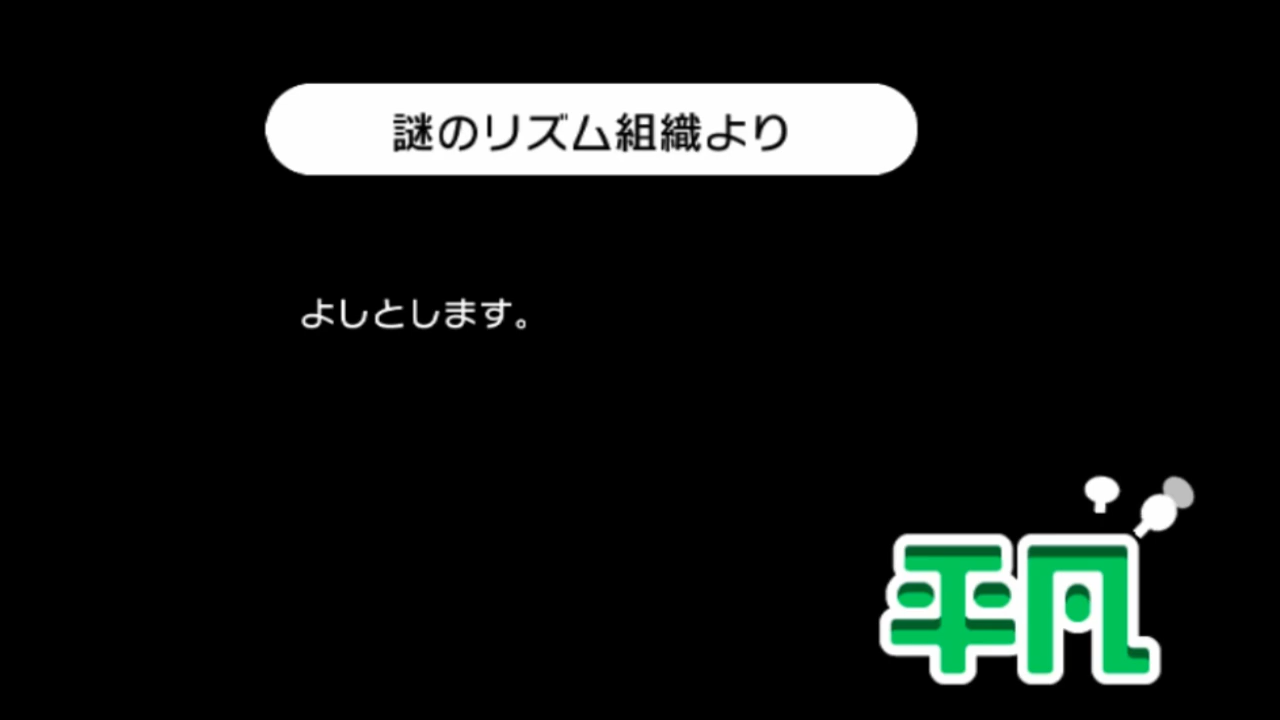 謎のリズム組織より
よしとします。
平凡